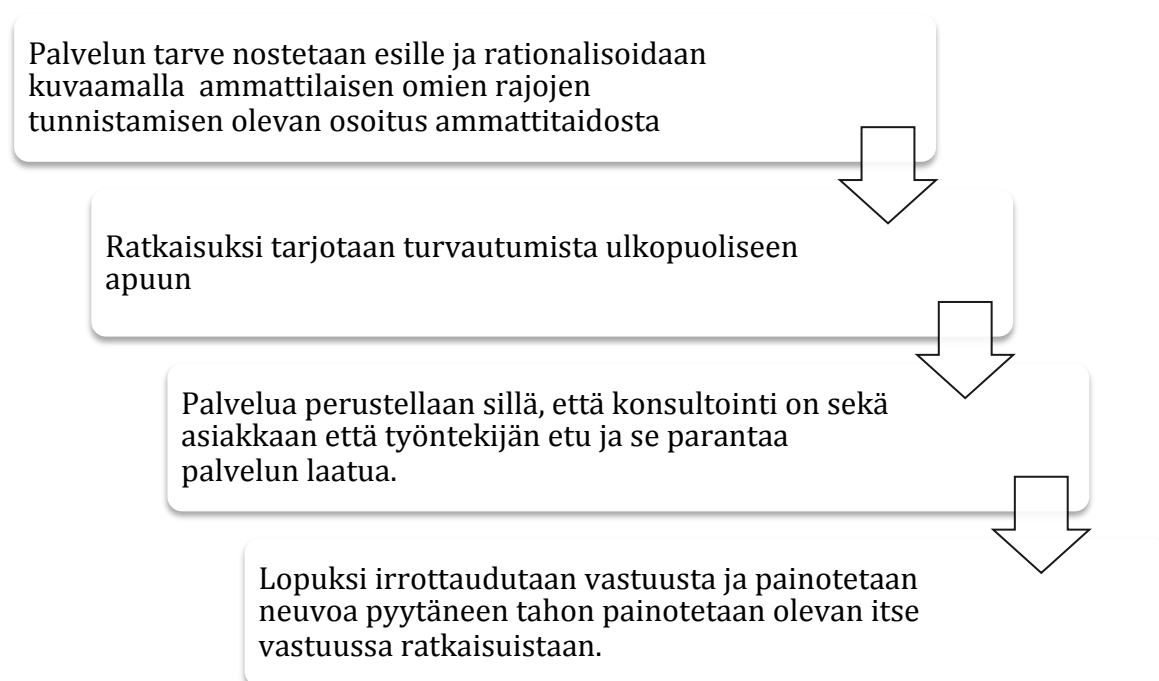 Palvelun tarve nostetaan esille ja rationalisoidaan
kuvaamalla  ammattilaisen omien rajojen
tunnistamisen olevan osoitus ammattitaidosta
Ratkaisuksi tarjotaan turvautumista ulkopuoliseen
apuun
Palvelua perustellaan sillä, että konsultointi on sekä
asiakkaan että työntekijän etu ja se parantaa
palvelun laatua.
Lopuksi irrottaudutaan vastuusta ja painotetaan
neuvoa pyytäneen tahon painotetaan olevan itse
vastuussa ratkaisuistaan.